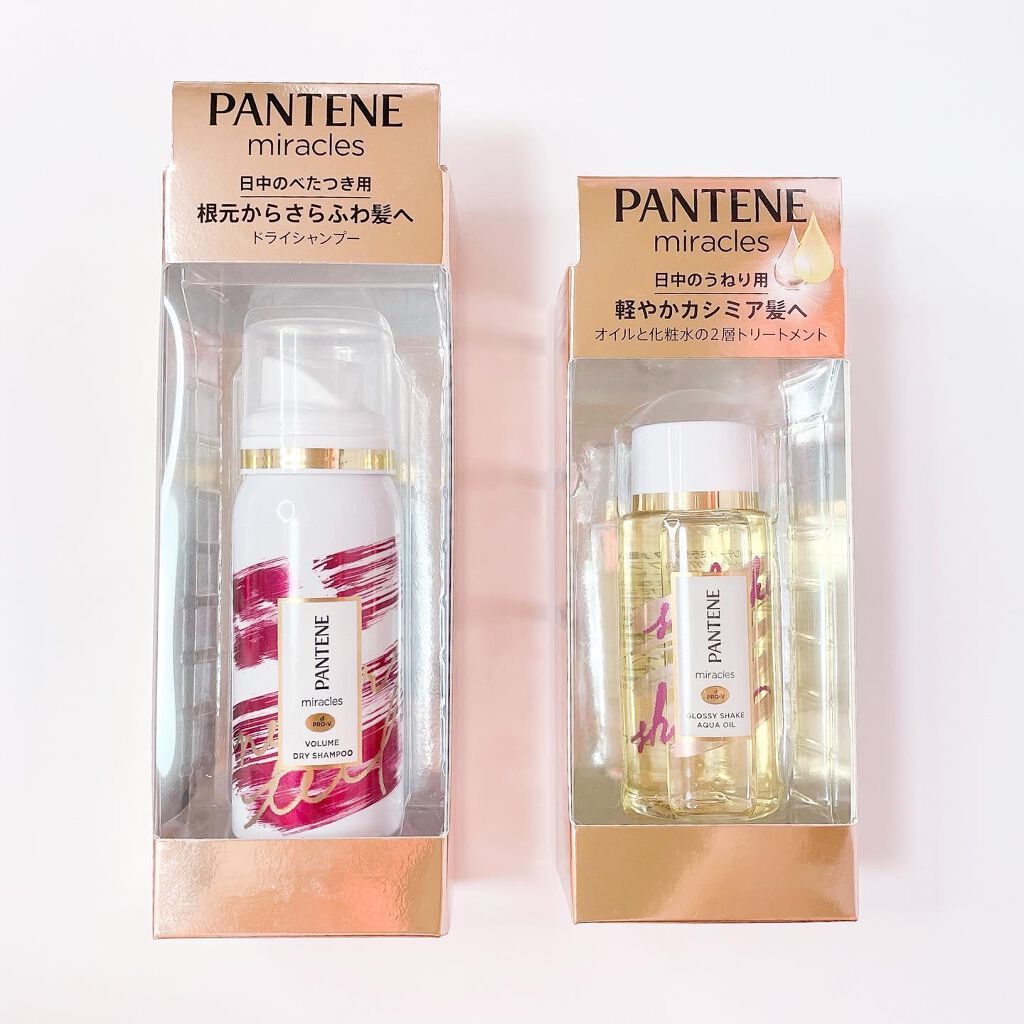 PANTENE
miracles
日中のべたつき用
根元からさらふわ髪へ
ドライシャンプー
PANTENE
miracles
PRO-V
VOLUME
DRY SHAMPOO
PANTENE
miracles
日中のうねり用
軽やかカシミア髪へ
オイルと化粧水の2層トリートメント
PANTENE
miracles
PRO-V
GLOSSY SHAKE
AQUA OIL